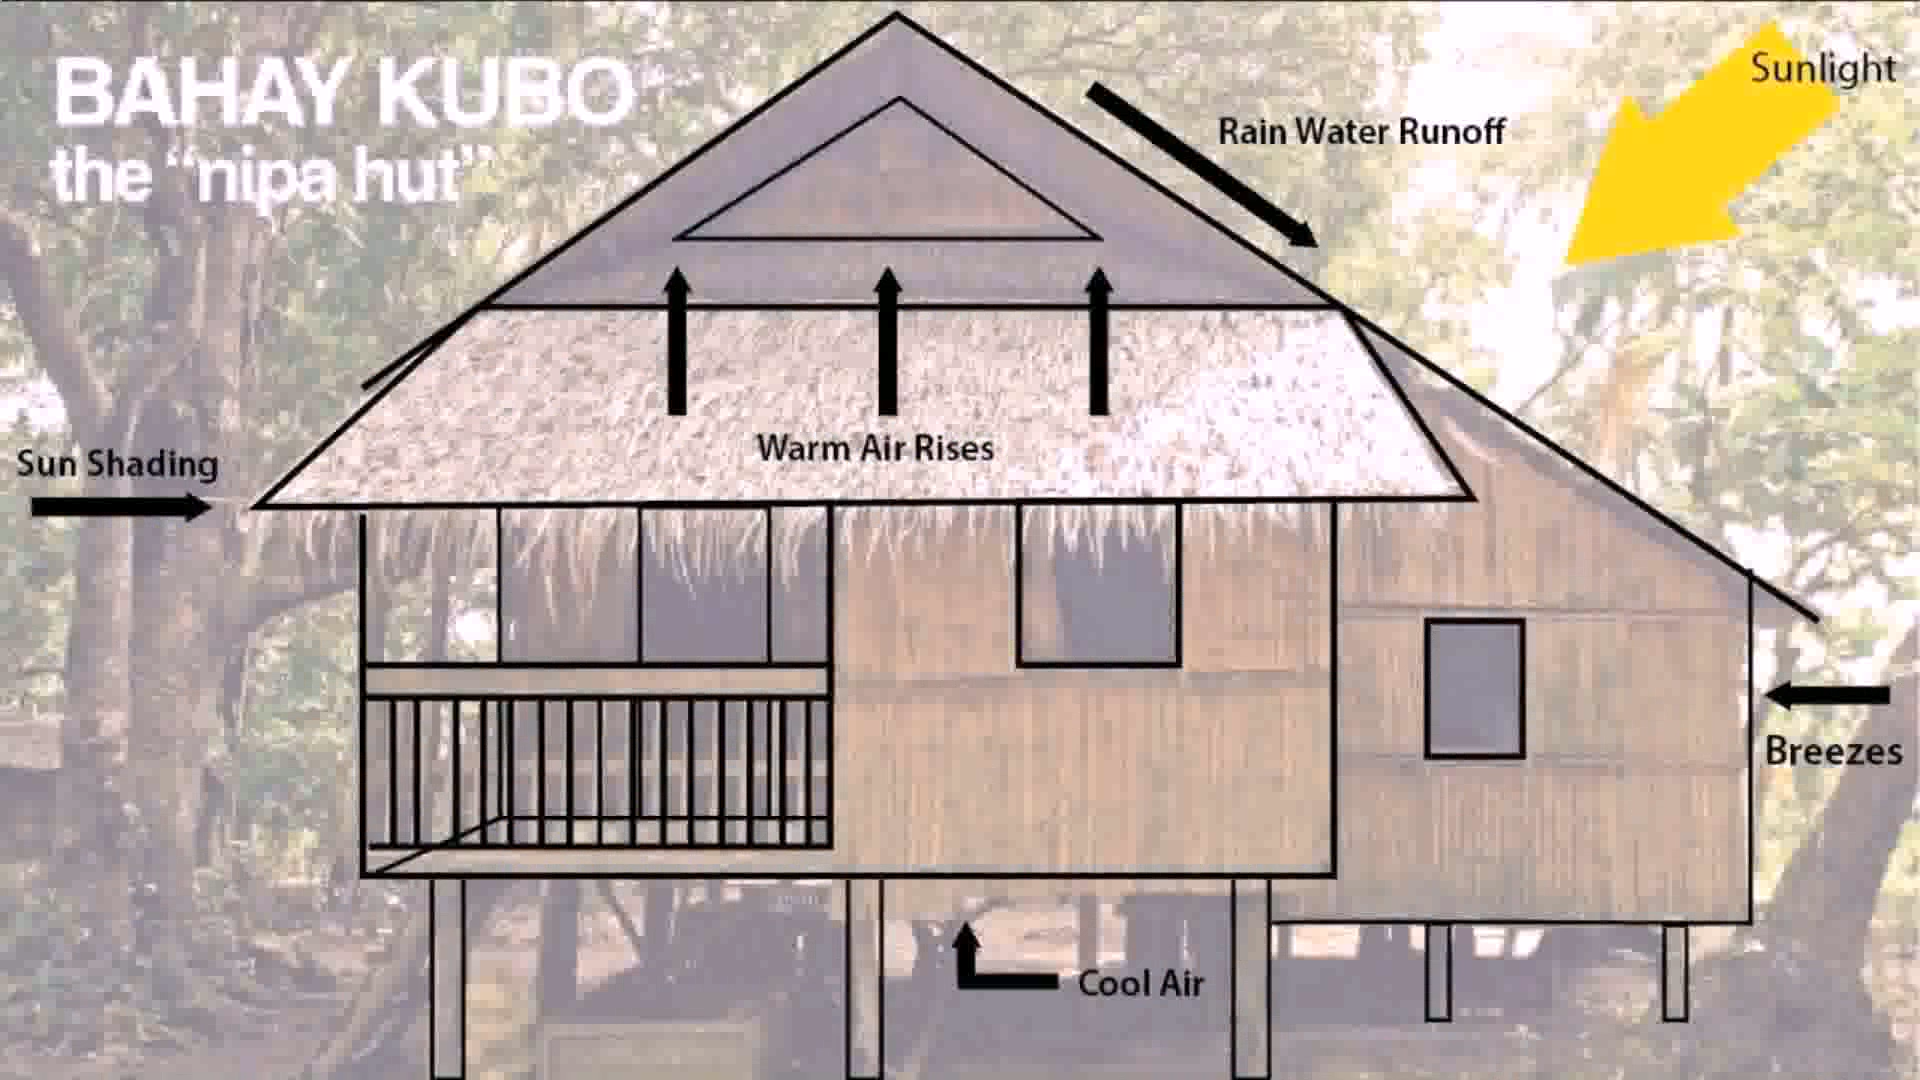 BAHAY KUBO
the “nipa hut”
Sunlight
Rain Water Runoff
Warm Air Rises
Sun Shading
Breezes
Cool Air